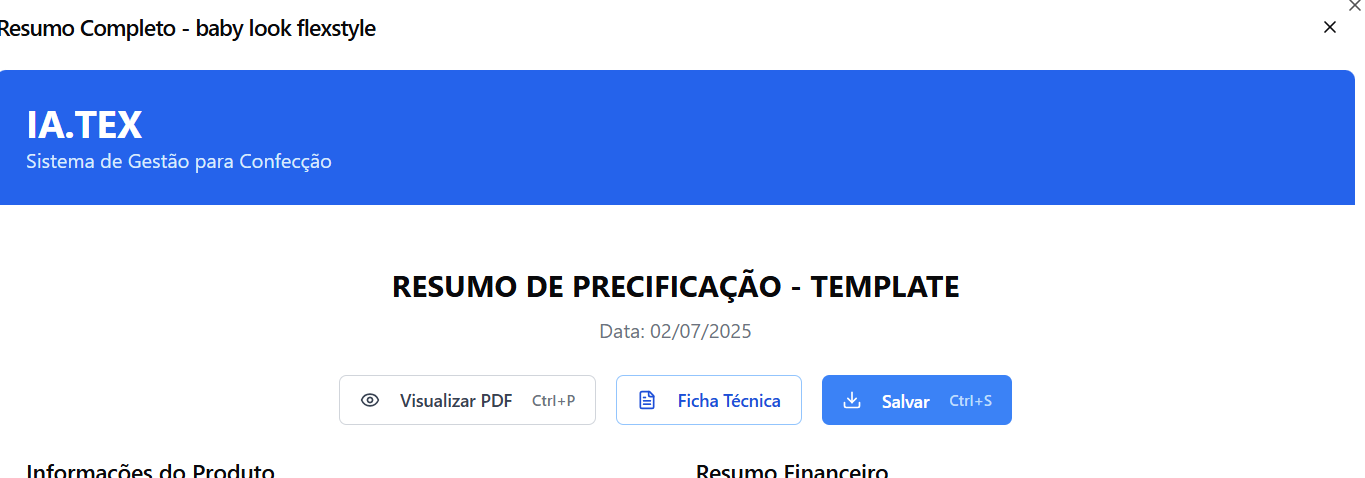 Resumo Completo - baby look flexstyle
IA.TEX
Sistema de Gestão para Confecção
RESUMO DE PRECIFICAÇÃO - TEMPLATE
Data: 02/07/2025
Visualizar PDF Ctrl+P Ficha Técnica Salvar Ctrl+S
Informações do Produto Resumo Financeiro